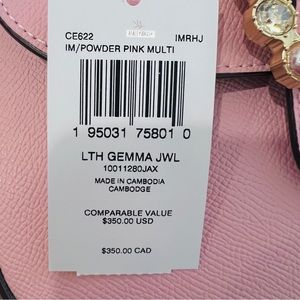 CE622 IMRHJ
IM/POWDER PINK MULTI
1 95031 75801 0
LTH GEMMA JWL
10011280JAX
MADE IN CAMBODIA
CAMBODGE
COMPARABLE VALUE
$350.00 USD
$350.00 CAD